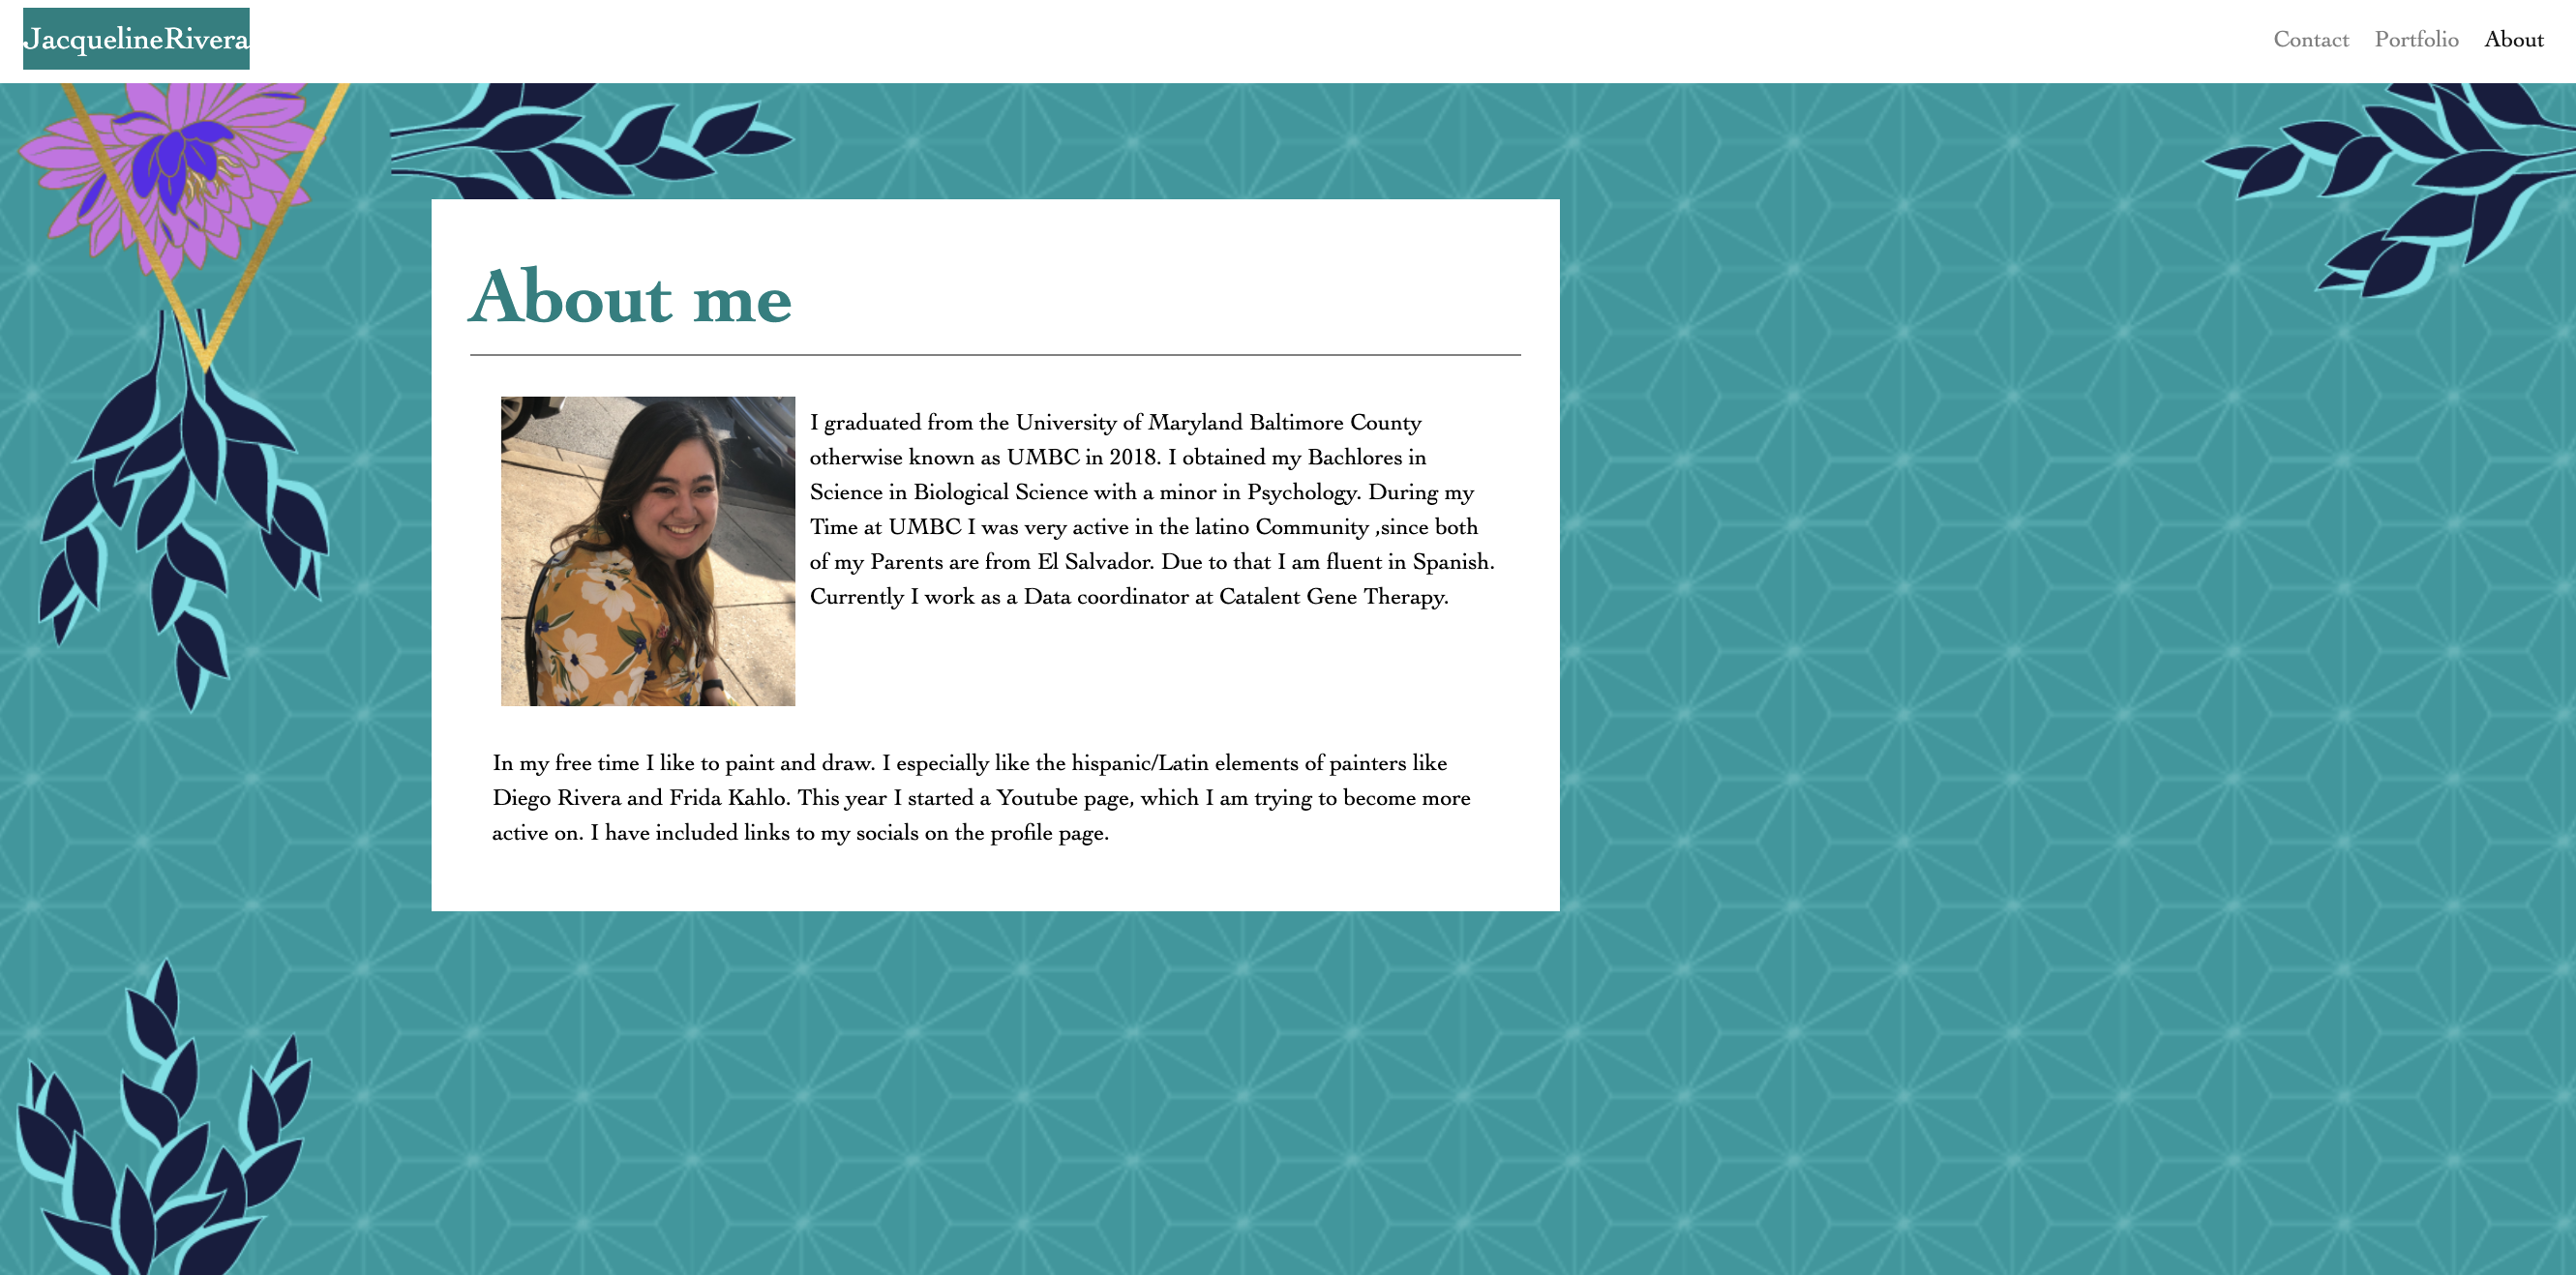 JacquelineRivera
Contact Portfolio About
About me
I graduated from the University of Maryland Baltimore County
otherwise known as UMBC in 2018. I obtained my Bachlores in
Science in Biological Science with a minor in Psychology. During my
Time at UMBC I was very active in the latino Community ,since both
of my Parents are from El Salvador. Due to that I am fluent in Spanish.
Currently I work as a Data coordinator at Catalent Gene Therapy.
In my free time I like to paint and draw. I especially like the hispanic/Latin elements of painters like
Diego Rivera and Frida Kahlo. This year I started a Youtube page, which I am trying to become more
active on. I have included links to my socials on the profile page.